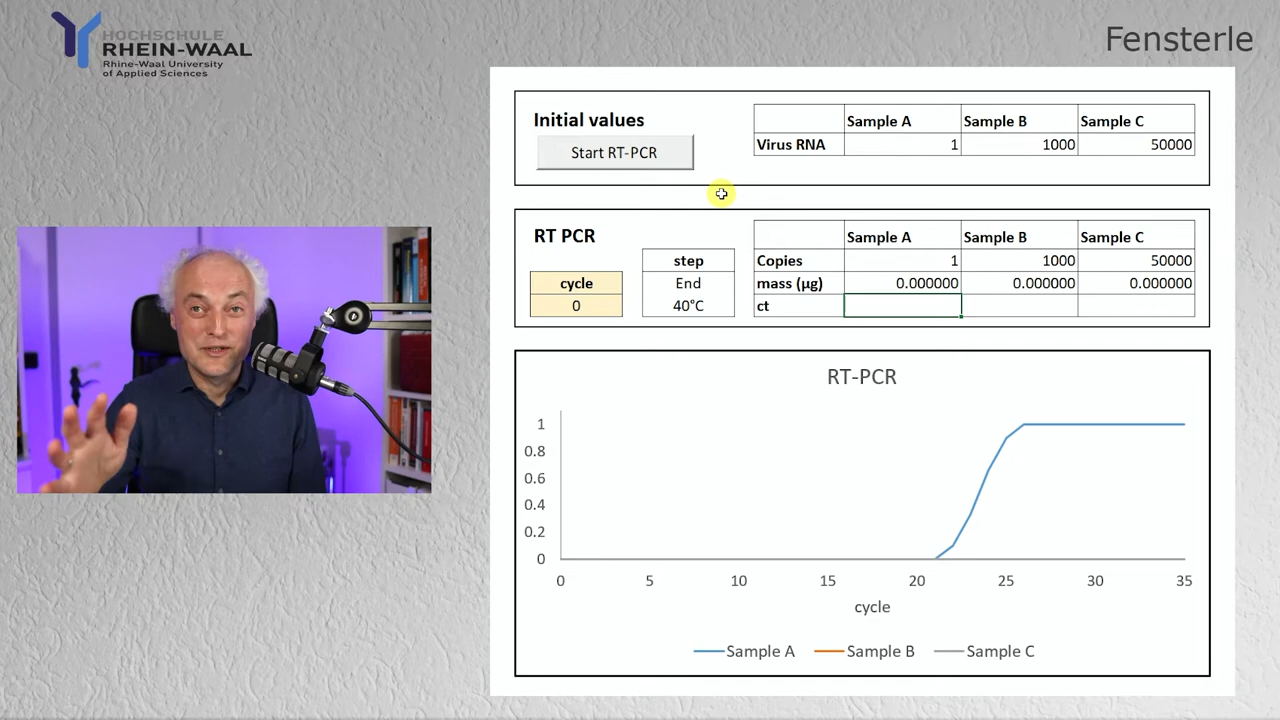 HOCHSCHULE
RHEIN-WAAL
Rhine-Waal University
of Applied Sciences
Fensterle
Initial values
Start RT-PCR
Sample A Sample B Sample C
Virus RNA 1 1000 50000
RT PCR
cycle
0
step
End
40°C
Sample A Sample B Sample C
Copies 1 1000 50000
mass (µg) 0.000000 0.000000 0.000000
ct
RT-PCR
1
0.8
0.6
0.4
0.2
0
0 5 10 15 20 25 30 35
cycle
Sample A Sample B Sample C